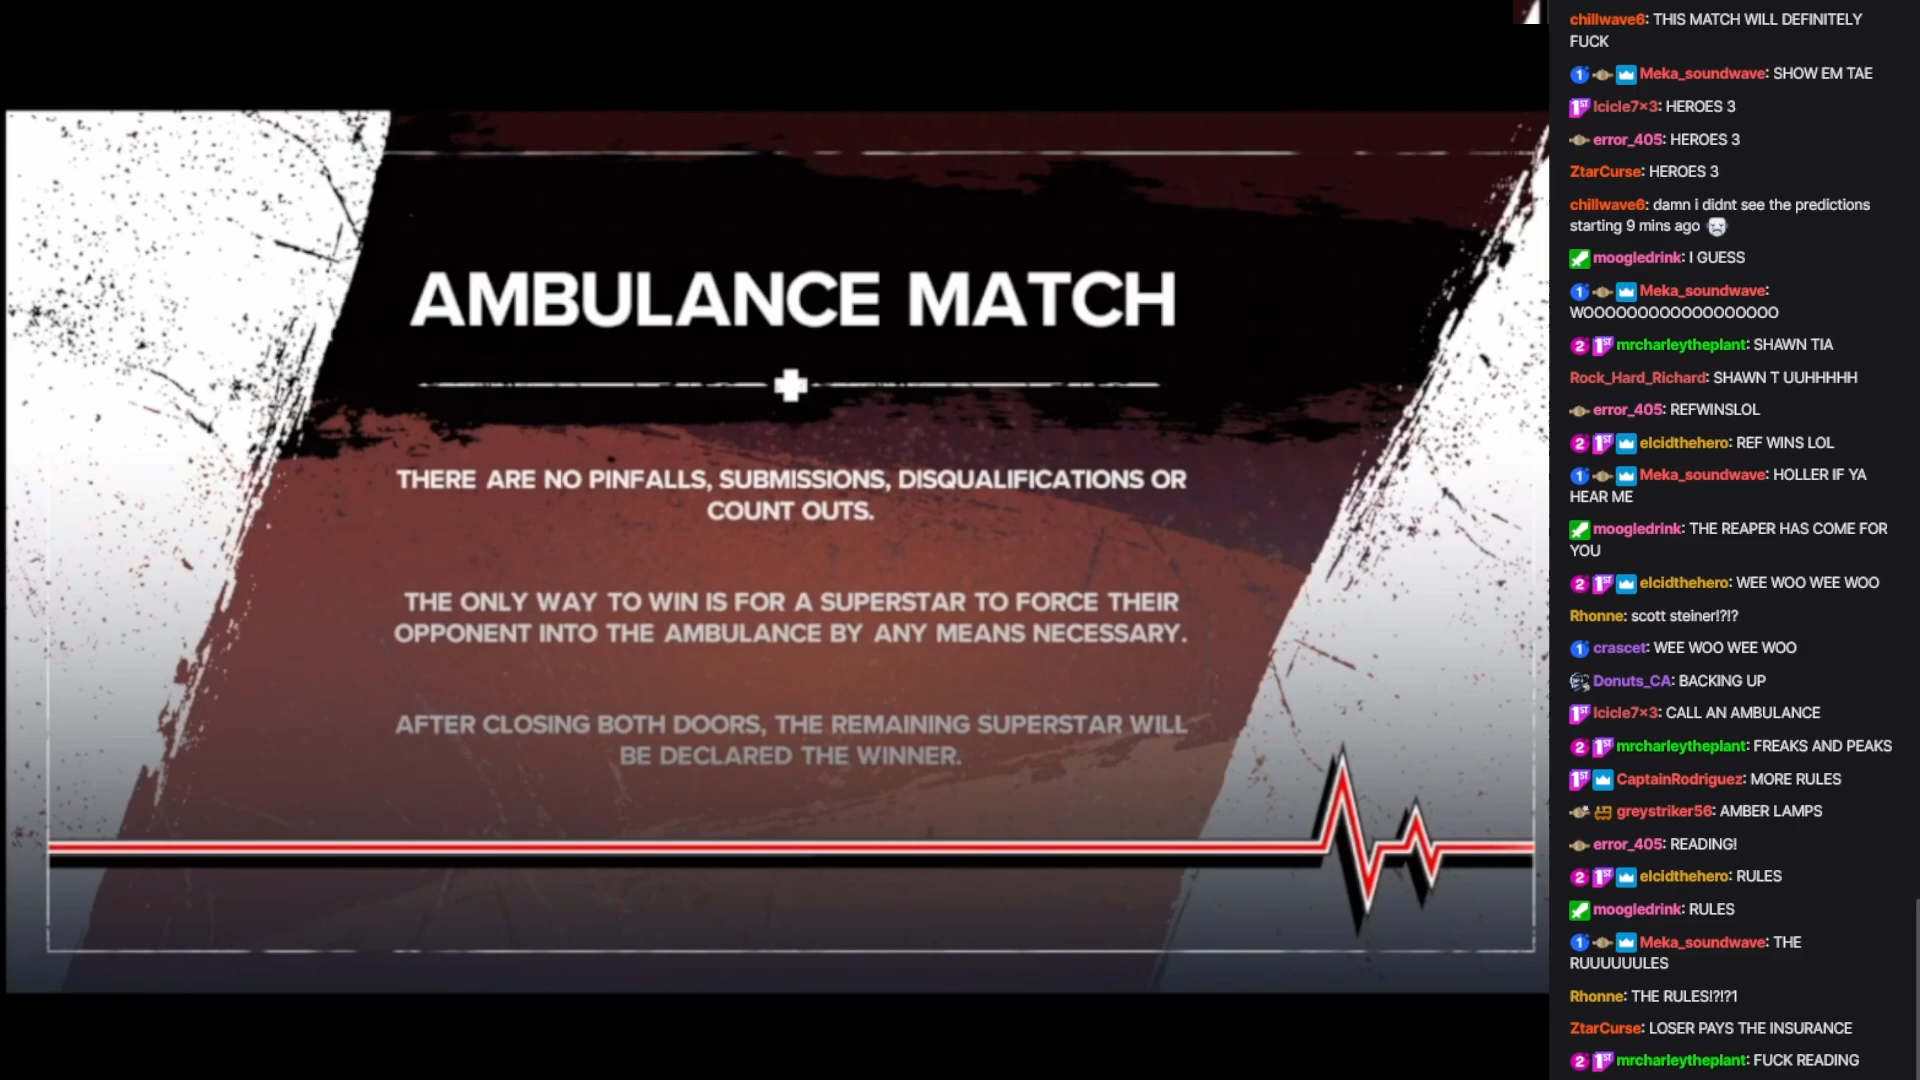 AMBULANCE MATCH
THERE ARE NO PINFALLS, SUBMISSIONS, DISQUALIFICATIONS OR
COUNT OUTS.
THE ONLY WAY TO WIN IS FOR A SUPERSTAR TO FORCE THEIR
OPPONENT INTO THE AMBULANCE BY ANY MEANS NECESSARY.
AFTER CLOSING BOTH DOORS, THE REMAINING SUPERSTAR WILL
BE DECLARED THE WINNER.
chillwave6: THIS MATCH WILL DEFINITELY
FUCK
1 Meka_soundwave: SHOW EM TAE
1ST Icicle7x3: HEROES 3
error_405: HEROES 3
ZtarCurse: HEROES 3
chillwave6: damn i didnt see the predictions
starting 9 mins ago
moogledrink: I GUESS
1 Meka_soundwave:
WOOOOOOOOOOOOOOOOOO
2 1ST mrcharleytheplant: SHAWN TIA
Rock_Hard_Richard: SHAWN T UUHHHHH
error_405: REFWINSLOL
2 1ST elcidthehero: REF WINS LOL
1 Meka_soundwave: HOLLER IF YA
HEAR ME
moogledrink: THE REAPER HAS COME FOR
YOU
2 1ST elcidthehero: WEE WOO WEE WOO
Rhonne: scott steiner!?!?
1 crascet: WEE WOO WEE WOO
Donuts_CA: BACKING UP
1ST Icicle7x3: CALL AN AMBULANCE
2 1ST mrcharleytheplant: FREAKS AND PEAKS
1ST CaptainRodriguez: MORE RULES
greystriker56: AMBER LAMPS
error_405: READING!
2 1ST elcidthehero: RULES
moogledrink: RULES
1 Meka_soundwave: THE
RUUUUUULES
Rhonne: THE RULES!?!?1
ZtarCurse: LOSER PAYS THE INSURANCE
2 1ST mrcharleytheplant: FUCK READING